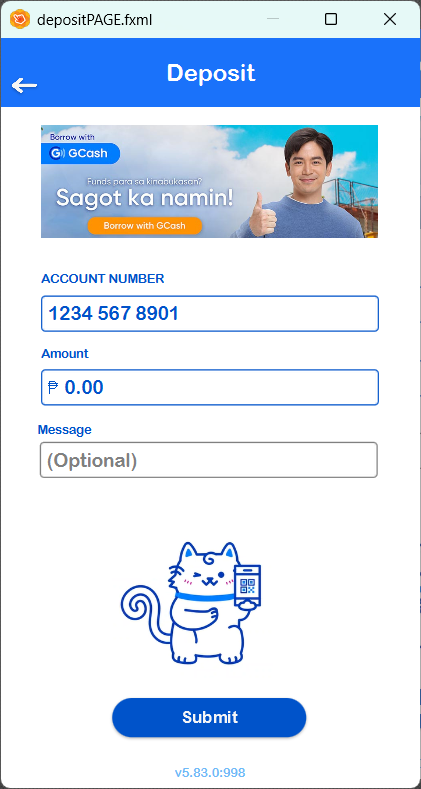 depositPAGE.fxml
Deposit
Borrow with
GCash
Funds para sa kinabukasan?
Sagot ka namin!
Borrow with GCash
ACCOUNT NUMBER
1234 567 8901
Amount
₱ 0.00
Message
(Optional)
Submit
v5.83.0:998